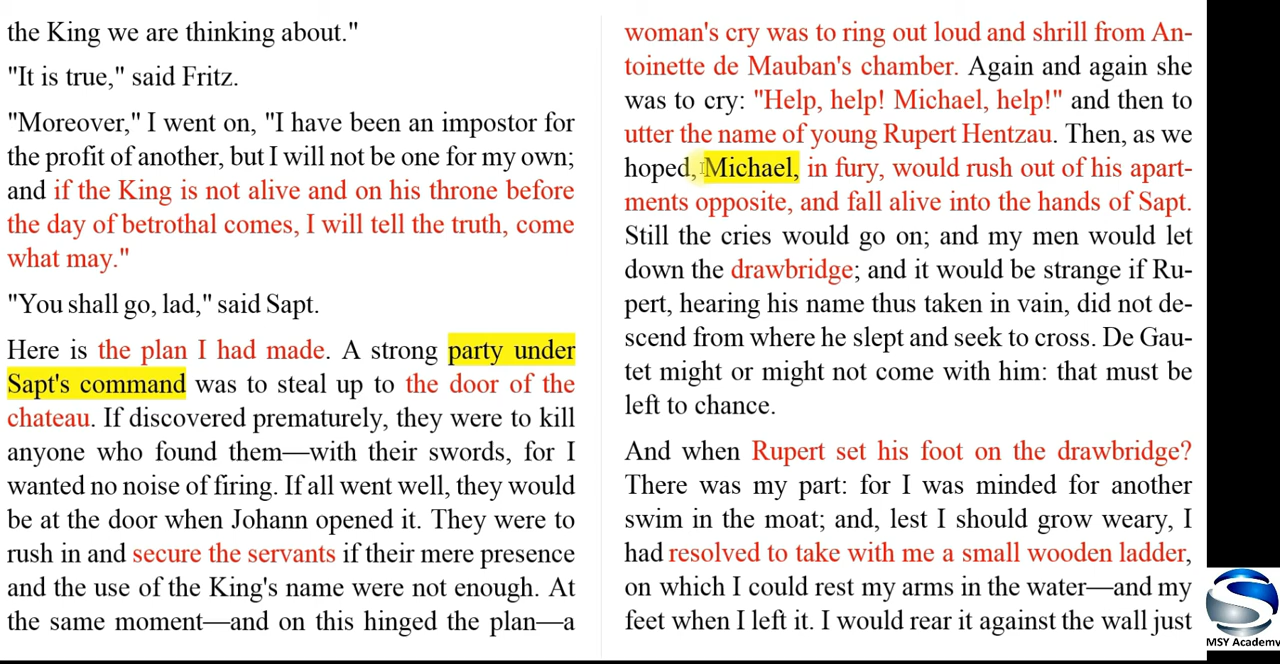 the King we are thinking about."
"It is true," said Fritz.
"Moreover," I went on, "I have been an impostor for
the profit of another, but I will not be one for my own;
and if the King is not alive and on his throne before
the day of betrothal comes, I will tell the truth, come
what may."
"You shall go, lad," said Sapt.
Here is the plan I had made. A strong party under
Sapt's command was to steal up to the door of the
chateau. If discovered prematurely, they were to kill
anyone who found them—with their swords, for I
wanted no noise of firing. If all went well, they would
be at the door when Johann opened it. They were to
rush in and secure the servants if their mere presence
and the use of the King's name were not enough. At
the same moment—and on this hinged the plan—a
woman's cry was to ring out loud and shrill from An-
toinette de Mauban's chamber. Again and again she
was to cry: "Help, help! Michael, help!" and then to
utter the name of young Rupert Hentzau. Then, as we
hoped, Michael, in fury, would rush out of his apart-
ments opposite, and fall alive into the hands of Sapt.
Still the cries would go on; and my men would let
down the drawbridge; and it would be strange if Ru-
pert, hearing his name thus taken in vain, did not de-
scend from where he slept and seek to cross. De Gau-
tet might or might not come with him: that must be
left to chance.
And when Rupert set his foot on the drawbridge?
There was my part: for I was minded for another
swim in the moat; and, lest I should grow weary, I
had resolved to take with me a small wooden ladder,
on which I could rest my arms in the water—and my
feet when I left it. I would rear it against the wall just
MSY Academy